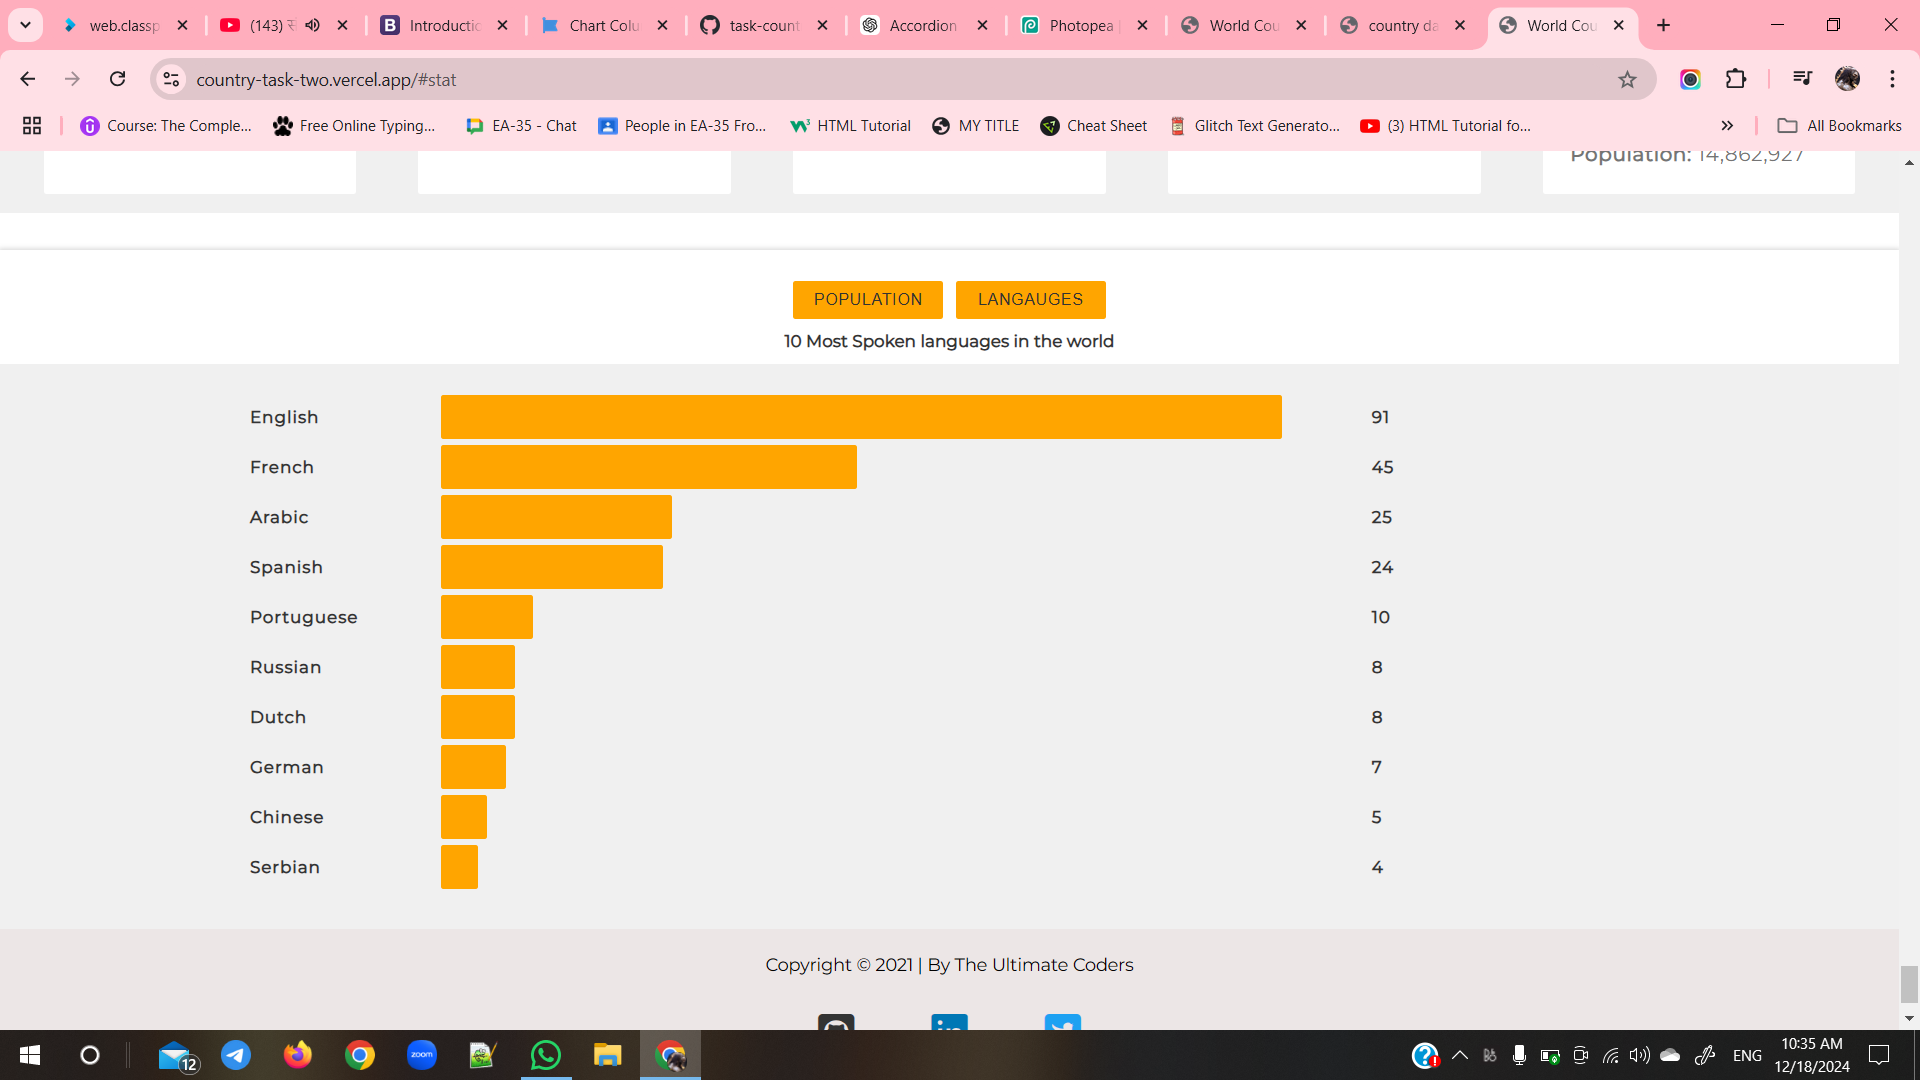 web.classp
(143) र
Introductic
Chart Colu
task-count
Accordion
Photopea
World Cou
country da
World Cou
country-task-two.vercel.app/#stat
Course: The Comple...
Free Online Typing...
EA-35 - Chat
People in EA-35 Fro...
HTML Tutorial
MY TITLE
Cheat Sheet
Glitch Text Generato...
(3) HTML Tutorial fo...
All Bookmarks
Population: 14,862,927
POPULATION
LANGAUGES
10 Most Spoken languages in the world
English 91
French 45
Arabic 25
Spanish 24
Portuguese 10
Russian 8
Dutch 8
German 7
Chinese 5
Serbian 4
Copyright © 2021 | By The Ultimate Coders
12
zoom
ENG
10:35 AM
12/18/2024